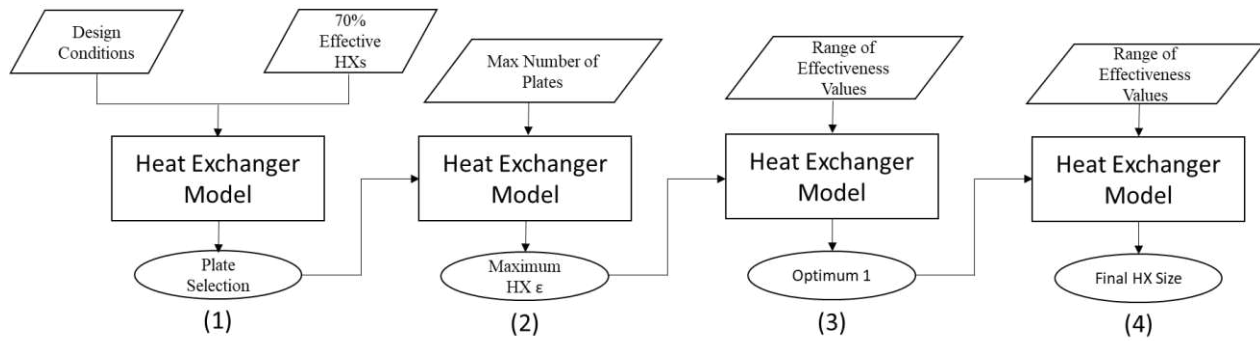 Design
Conditions
70%
Effective
HXs
Max Number of
Plates
Range of
Effectiveness
Values
Range of
Effectiveness
Values
Heat Exchanger
Model
Heat Exchanger
Model
Heat Exchanger
Model
Heat Exchanger
Model
Plate
Selection
Maximum
HX ε
Optimum 1
Final HX Size
(1)
(2)
(3)
(4)